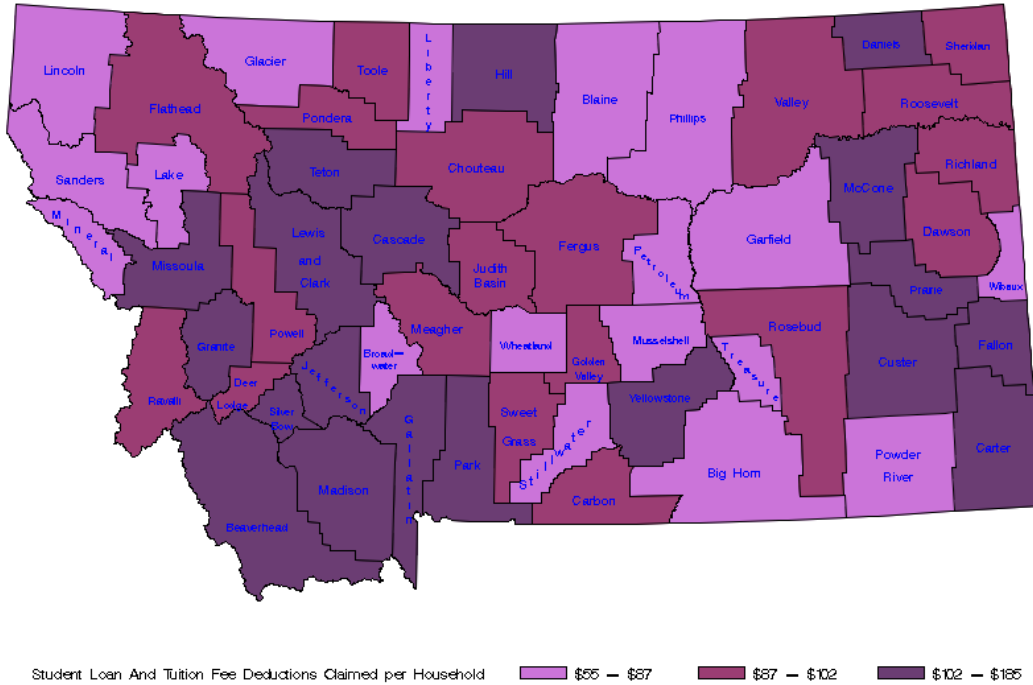 Lincoln
Glacier
Toole
Liberty
Hill
Blaine
Phillips
Valley
Daniels
Sheridan
Flathead
Pondera
Roosevelt
Sanders
Lake
Teton
Chouteau
McCone
Richland
Mineral
Missoula
Lewis
and
Clark
Cascade
Judith
Basin
Fergus
Petroleum
Garfield
Dawson
Prairie
Wibaux
Granite
Powell
Meagher
Broad-
water
Wheatland
Golden
Valley
Musselshell
Treasure
Rosebud
Custer
Fallon
Ravalli
Deer
Lodge
Silver
Bow
Jefferson
Gallatin
Park
Sweet
Grass
Stillwater
Yellowstone
Big Horn
Powder
River
Carter
Beaverhead
Madison
Carbon
Student Loan And Tuition Fee Deductions Claimed per Household
$55 – $87
$87 – $102
$102 – $185